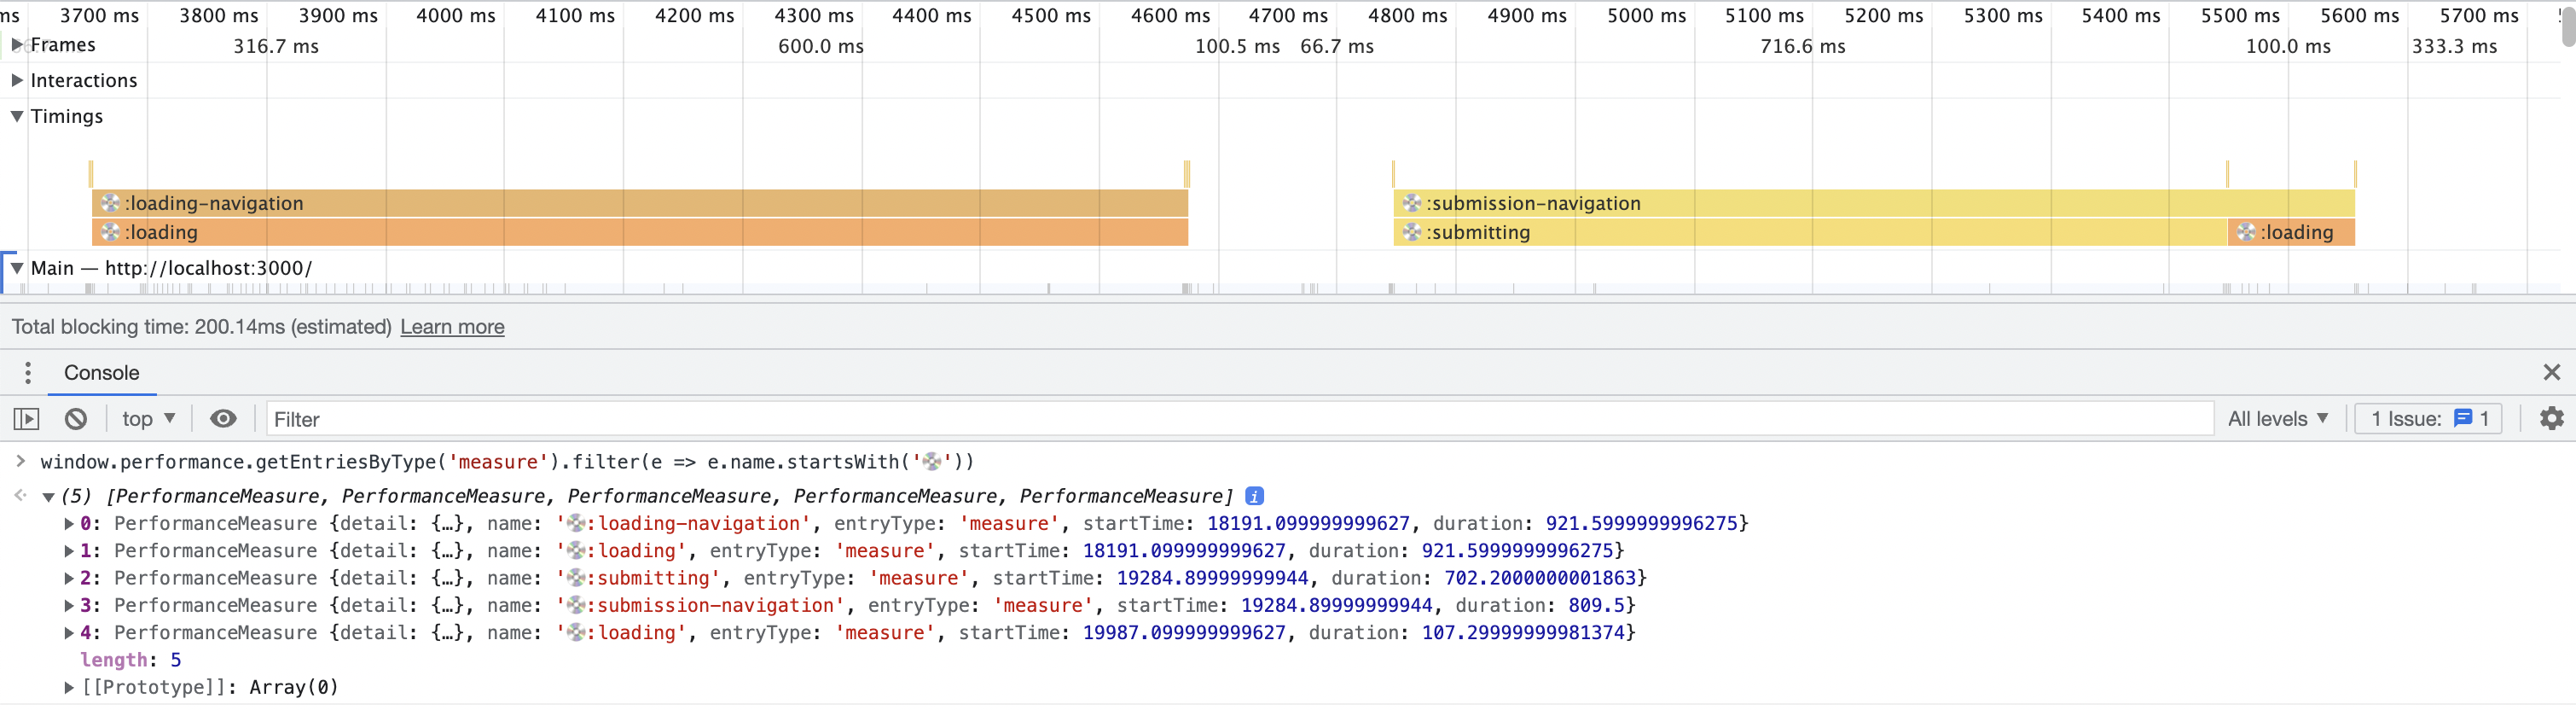 ms 3700 ms 3800 ms 3900 ms 4000 ms 4100 ms 4200 ms 4300 ms 4400 ms 4500 ms 4600 ms 4700 ms 4800 ms 4900 ms 5000 ms 5100 ms 5200 ms 5300 ms 5400 ms 5500 ms 5600 ms 5700 ms
Frames 316.7 ms 600.0 ms 100.5 ms 66.7 ms 716.6 ms 100.0 ms 333.3 ms
Interactions
Timings
💿:loading-navigation 💿:submission-navigation
💿:loading 💿:submitting 💿:loading
Main — http://localhost:3000/
Total blocking time: 200.14ms (estimated) Learn more
Console
top Filter All levels 1 Issue: 1
window.performance.getEntriesByType('measure').filter(e => e.name.startsWith('💿'))
(5) [PerformanceMeasure, PerformanceMeasure, PerformanceMeasure, PerformanceMeasure, PerformanceMeasure] i
0: PerformanceMeasure {detail: {…}, name: '💿:loading-navigation', entryType: 'measure', startTime: 18191.099999999627, duration: 921.5999999996275}
1: PerformanceMeasure {detail: {…}, name: '💿:loading', entryType: 'measure', startTime: 18191.099999999627, duration: 921.5999999996275}
2: PerformanceMeasure {detail: {…}, name: '💿:submitting', entryType: 'measure', startTime: 19284.89999999944, duration: 702.2000000001863}
3: PerformanceMeasure {detail: {…}, name: '💿:submission-navigation', entryType: 'measure', startTime: 19284.89999999944, duration: 809.5}
4: PerformanceMeasure {detail: {…}, name: '💿:loading', entryType: 'measure', startTime: 19987.099999999627, duration: 107.29999999981374}
length: 5
[[Prototype]]: Array(0)